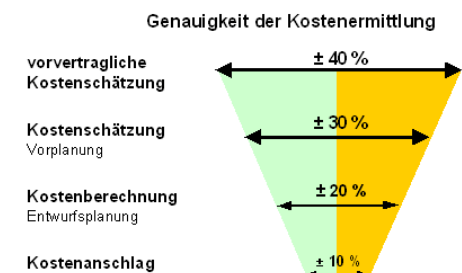 Genauigkeit der Kostenermittlung
vorvertragliche
Kostenschätzung
± 40 %
Kostenschätzung
Vorplanung
± 30 %
Kostenberechnung
Entwurfsplanung
± 20 %
Kostenanschlag
± 10 %